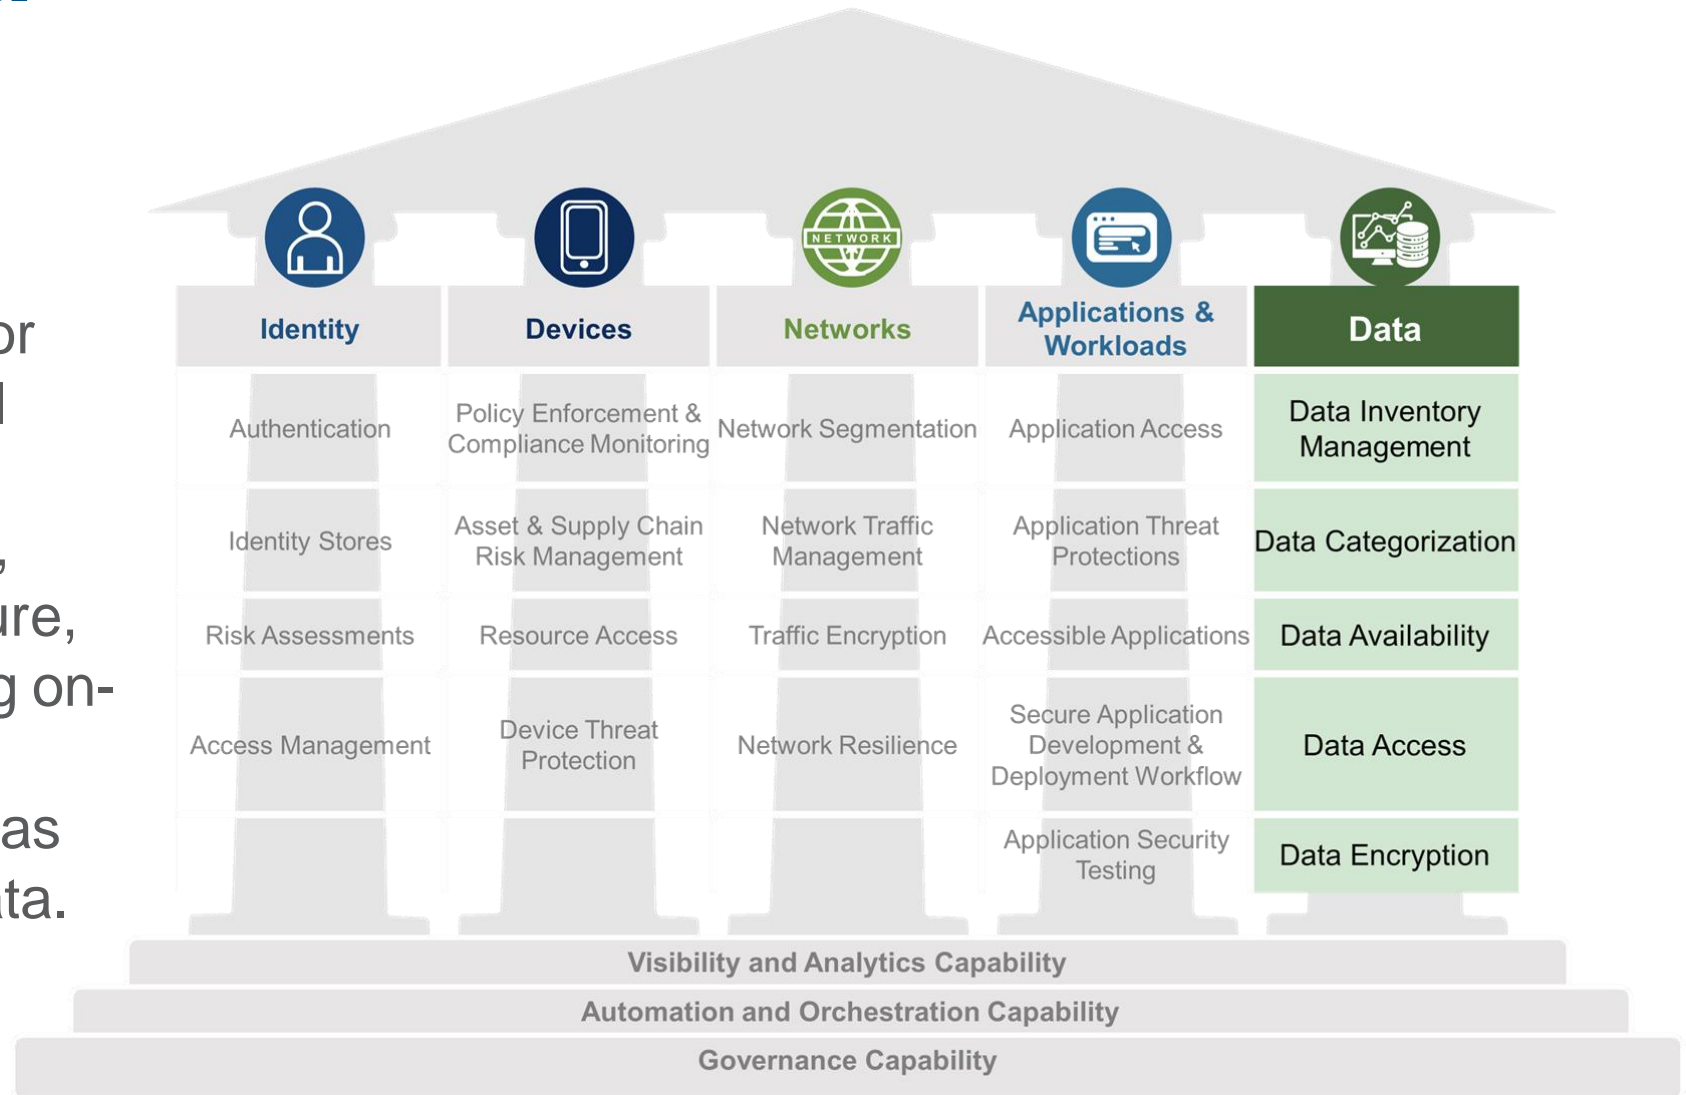 or
,
ure,
g on-
as
ata.
NETWORK
Identity
Devices
Networks
Applications &
Workloads
Data
Authentication
Policy Enforcement &
Compliance Monitoring
Network Segmentation
Application Access
Data Inventory
Management
Identity Stores
Asset & Supply Chain
Risk Management
Network Traffic
Management
Application Threat
Protections
Data Categorization
Risk Assessments
Resource Access
Traffic Encryption
Accessible Applications
Data Availability
Access Management
Device Threat
Protection
Network Resilience
Secure Application
Development &
Deployment Workflow
Data Access
Application Security
Testing
Data Encryption
Visibility and Analytics Capability
Automation and Orchestration Capability
Governance Capability